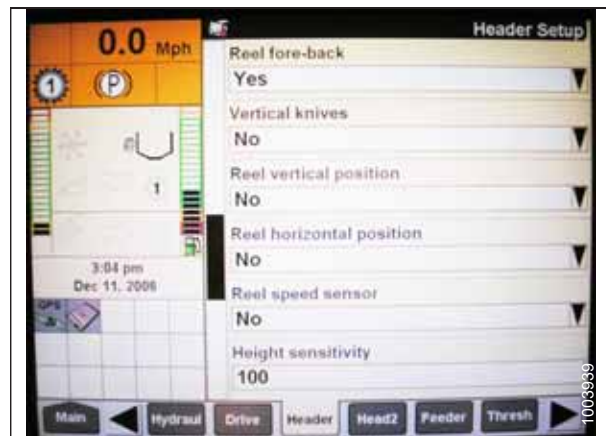 0.0 Mph
1
(P)
1
3:04 pm
Dec 11, 2006
GPS
Header Setup
Reel fore-back
Yes
Vertical knives
No
Reel vertical position
No
Reel horizontal position
No
Reel speed sensor
No
Height sensitivity
100
Main
Hydraul
Drive
Header
Head2
Feeder
Thresh
1003939